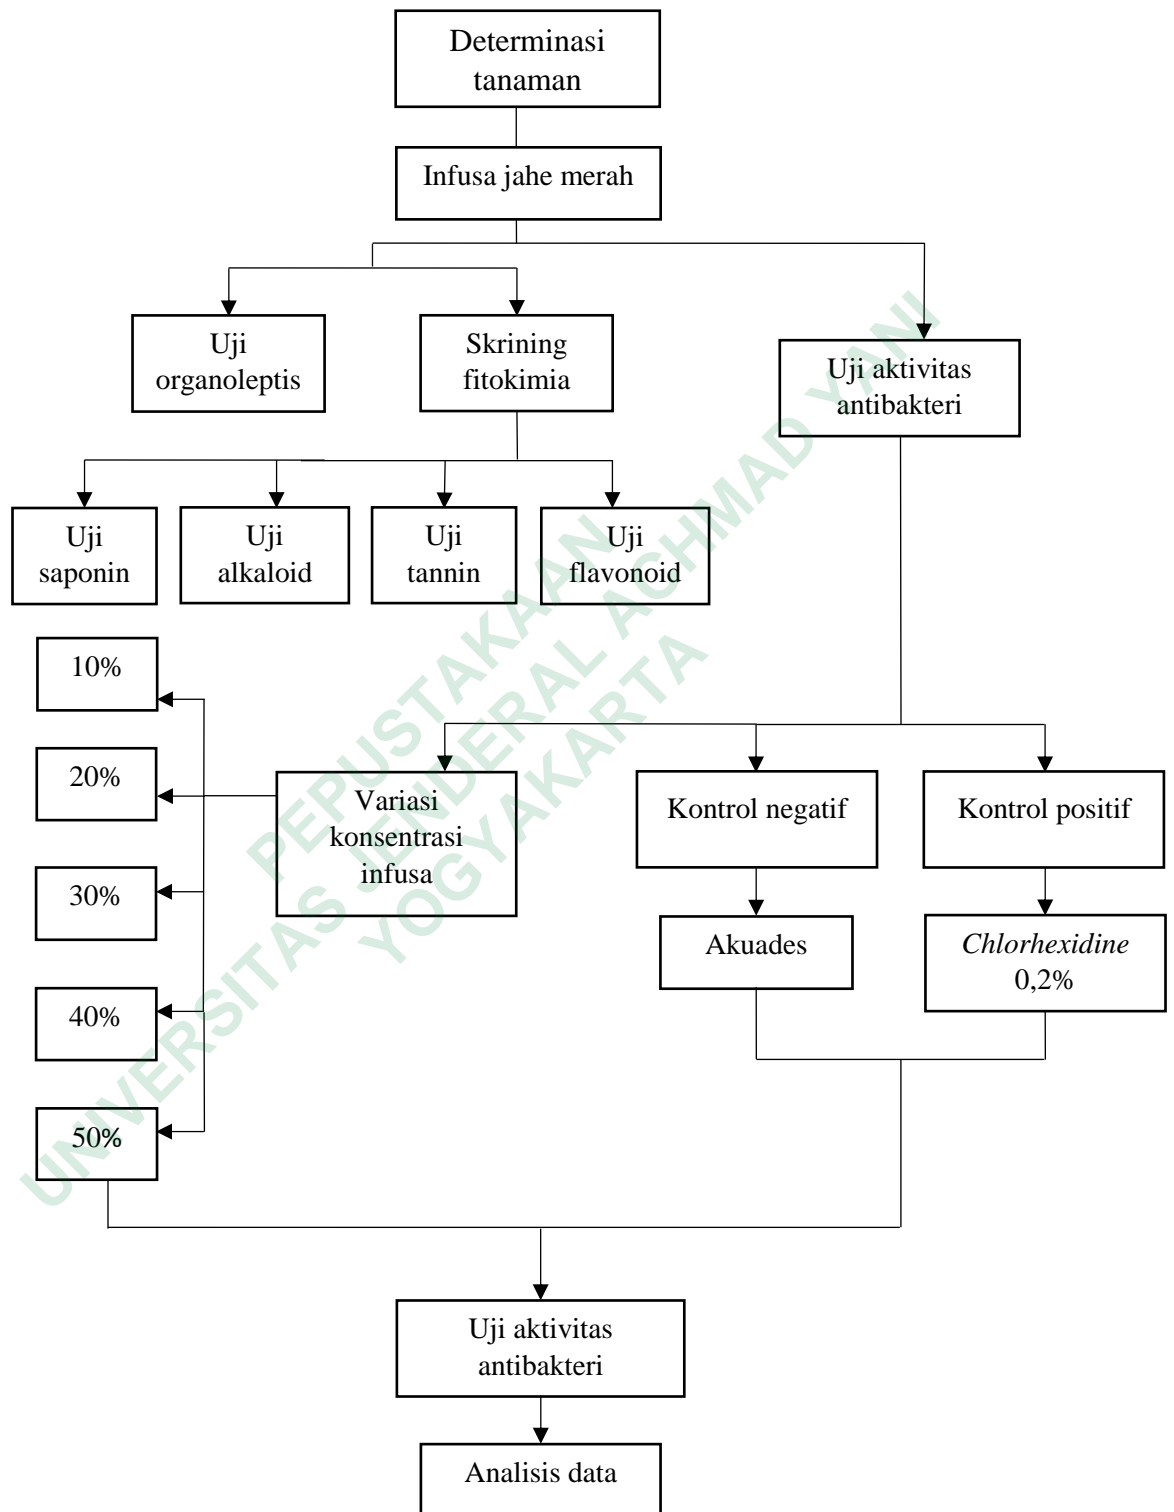 Determinasi
tanaman
Infusa jahe merah
Uji
organoleptis
Skrining
fitokimia
Uji aktivitas
antibakteri
Uji
saponin
Uji
alkaloid
Uji
tannin
Uji
flavonoid
10%
20%
30%
40%
50%
Variasi
konsentrasi
infusa
Kontrol negatif
Kontrol positif
Akuades
Chlorhexidine
0,2%
Uji aktivitas
antibakteri
Analisis data
PEPUSTAKAAN
UNIVERSITAS JENDERAL ACHMAD YANI
YOGYAKARTA